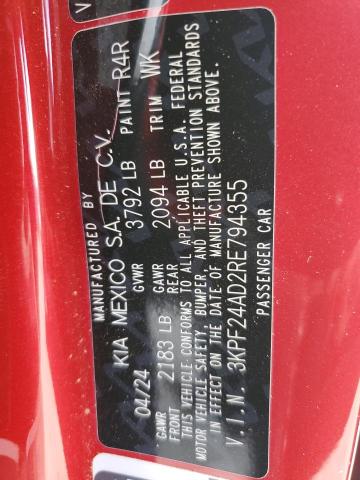 MANUFACTURED BY
KIA MEXICO S.A. DE C.V.
04/24 GVWR 3792 LB PAINT R4R
GAWR FRONT 2183 LB GAWR REAR 2094 LB TRIM WK
THIS VEHICLE CONFORMS TO ALL APPLICABLE U.S.A. FEDERAL
MOTOR VEHICLE SAFETY, BUMPER, AND THEFT PREVENTION STANDARDS
IN EFFECT ON THE DATE OF MANUFACTURE SHOWN ABOVE.
V.I.N. 3KPF24AD2RE794355
PASSENGER CAR